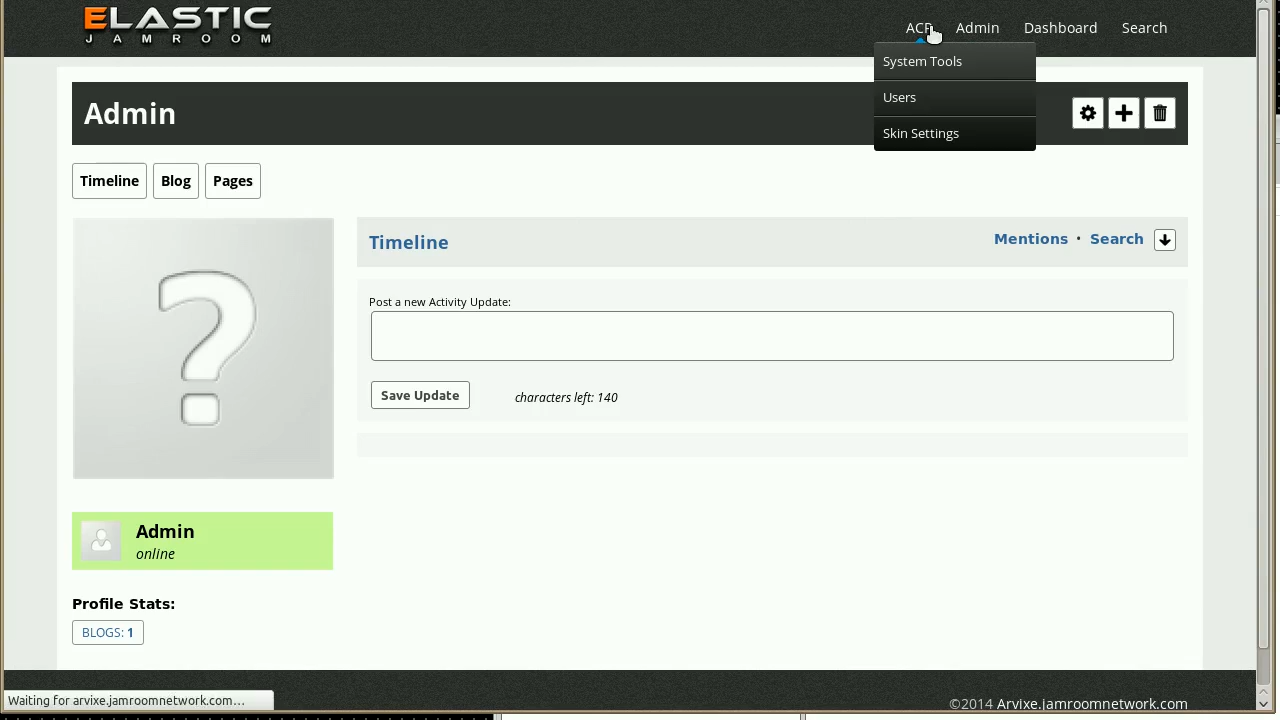 ELASTIC
JAMROOM
ACP Admin Dashboard Search
System Tools
Users
Skin Settings
Admin
Timeline Blog Pages
Timeline
Mentions • Search
Post a new Activity Update:
Save Update
characters left: 140
Admin
online
Profile Stats:
BLOGS: 1
Waiting for arvixe.jamroomnetwork.com...
©2014 Arvixe.jamroomnetwork.com